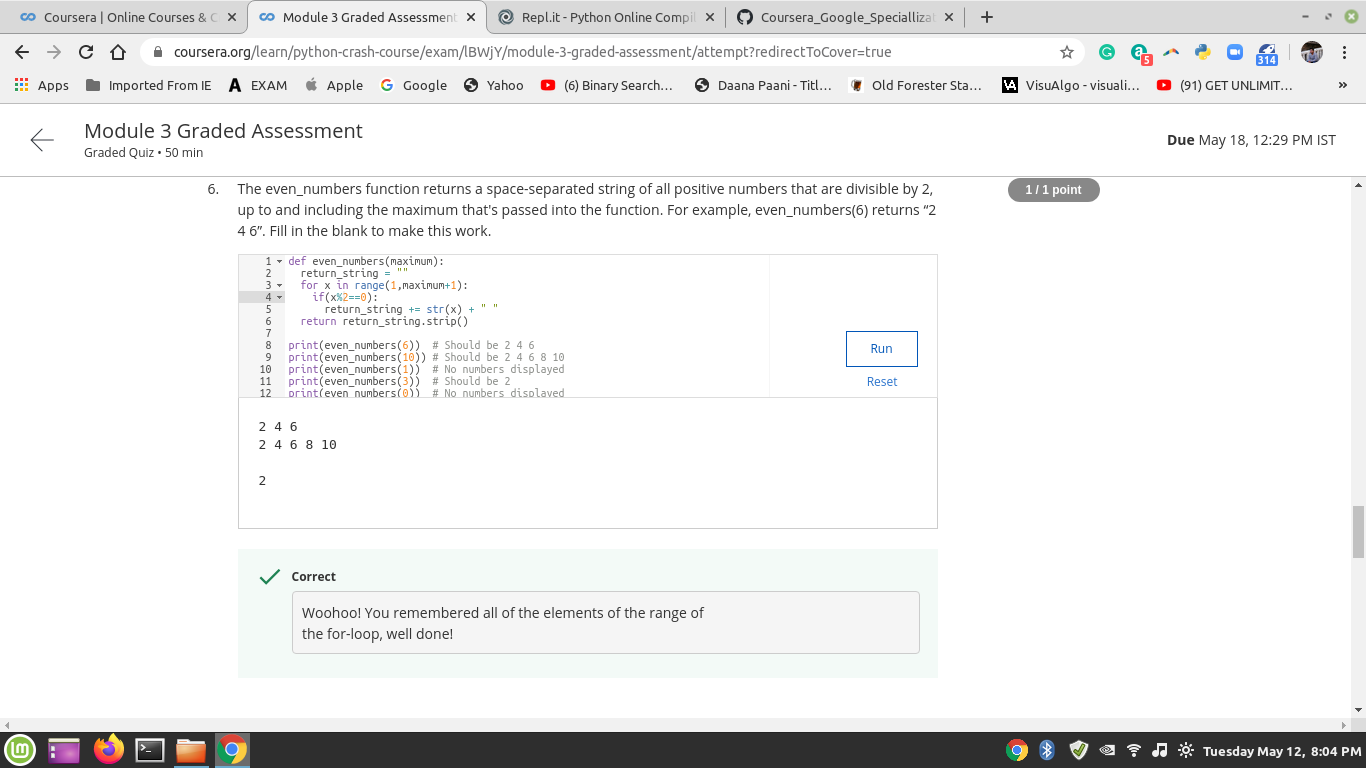 Coursera | Online Courses & C
Module 3 Graded Assessment
Repl.it - Python Online Compil
Coursera_Google_Speciallizat
coursera.org/learn/python-crash-course/exam/lBWjY/module-3-graded-assessment/attempt?redirectToCover=true
5
314
Apps
Imported From IE
EXAM
Apple
Google
Yahoo
(6) Binary Search...
Daana Paani - Titl...
Old Forester Sta...
VisuAlgo - visuali...
(91) GET UNLIMIT...
»
Module 3 Graded Assessment
Graded Quiz • 50 min
Due May 18, 12:29 PM IST
6. The even_numbers function returns a space-separated string of all positive numbers that are divisible by 2,
up to and including the maximum that's passed into the function. For example, even_numbers(6) returns “2
4 6”. Fill in the blank to make this work.
1 / 1 point
1 def even_numbers(maximum):
2 return_string = ""
3 for x in range(1,maximum+1):
4 if(x%2==0):
5 return_string += str(x) + " "
6 return return_string.strip()
7
8 print(even_numbers(6)) # Should be 2 4 6
9 print(even_numbers(10)) # Should be 2 4 6 8 10
10 print(even_numbers(1)) # No numbers displayed
11 print(even_numbers(3)) # Should be 2
12 print(even_numbers(0)) # No numbers displayed
Run
Reset
2 4 6
2 4 6 8 10
2
Correct
Woohoo! You remembered all of the elements of the range of
the for-loop, well done!
Tuesday May 12, 8:04 PM